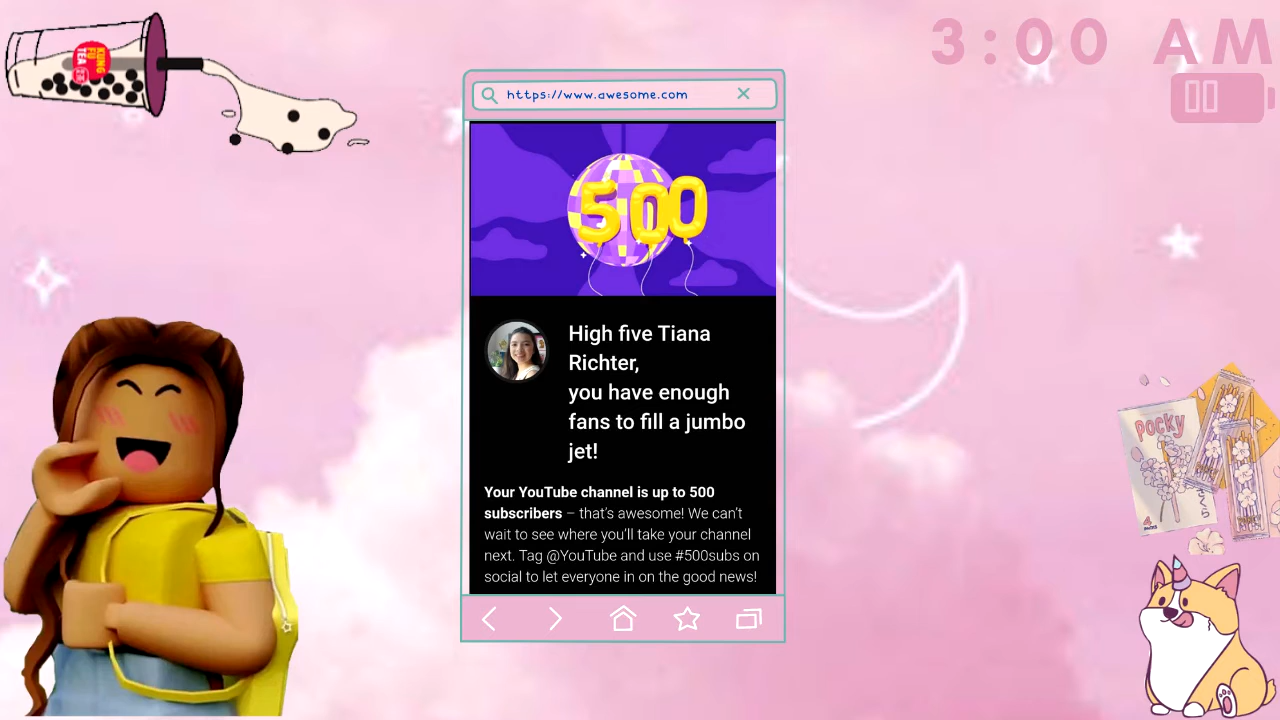 3:00 AM
https://www.awesome.com
KUNG
FU
TEA
500
High five Tiana
Richter,
you have enough
fans to fill a jumbo
jet!
Your YouTube channel is up to 500
subscribers – that's awesome! We can't
wait to see where you'll take your channel
next. Tag @YouTube and use #500subs on
social to let everyone in on the good news!
POCKY